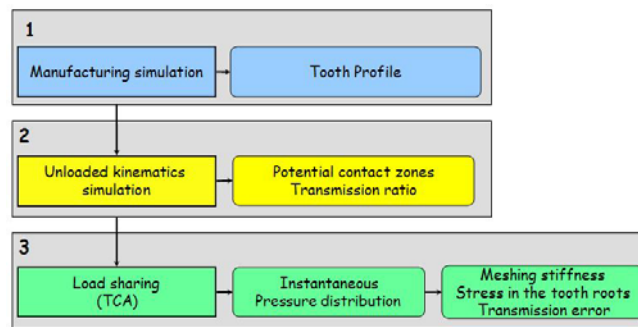 1
Manufacturing simulation
Tooth Profile
2
Unloaded kinematics
simulation
Potential contact zones
Transmission ratio
3
Load sharing
(TCA)
Instantaneous
Pressure distribution
Meshing stiffness
Stress in the tooth roots
Transmission error